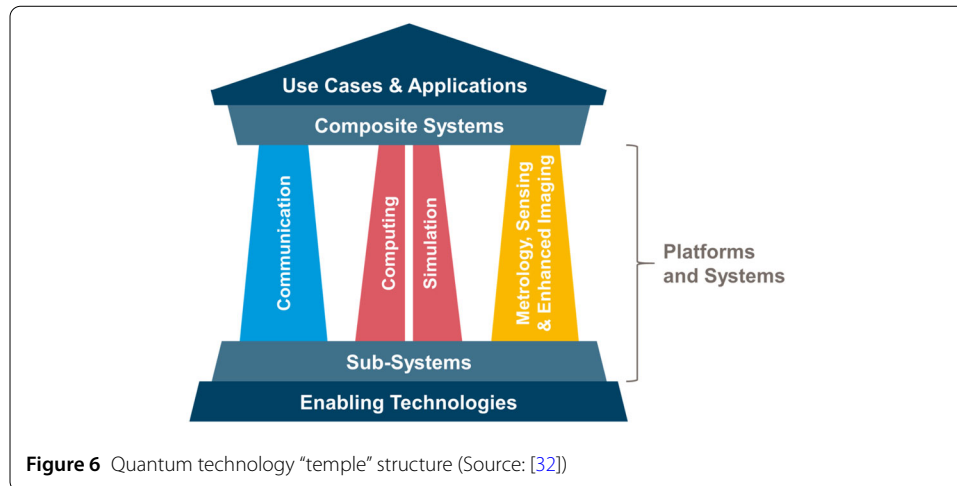 Use Cases & Applications
Composite Systems
Communication
Computing
Simulation
Metrology, Sensing
& Enhanced Imaging
Platforms
and Systems
Sub-Systems
Enabling Technologies
Figure 6 Quantum technology “temple” structure (Source: [32])